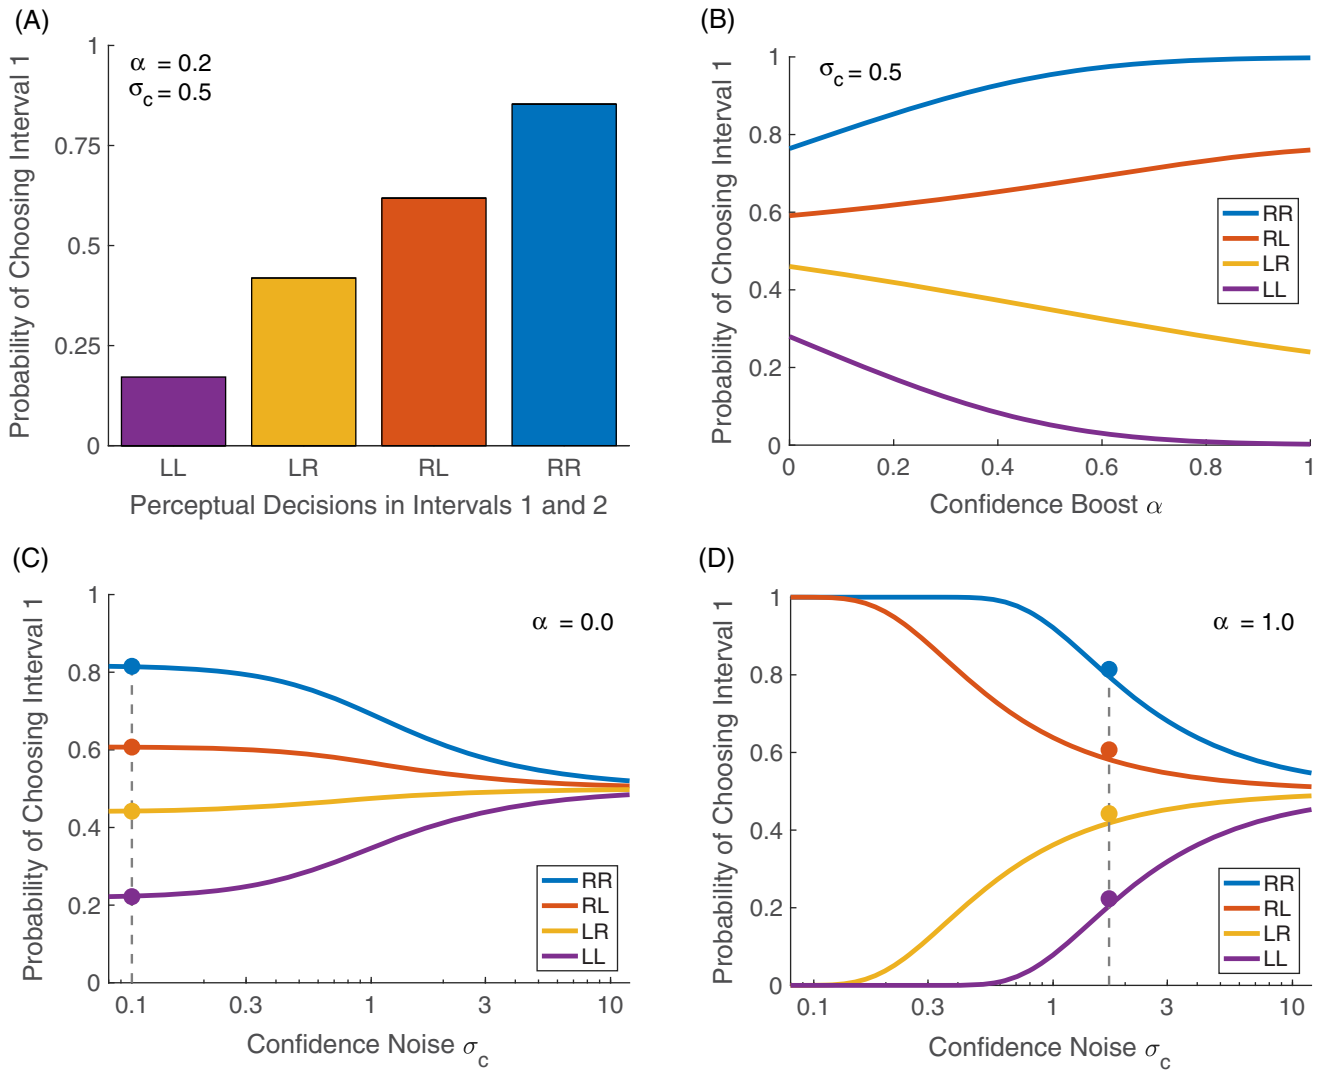 (A)
Probability of Choosing Interval 1
1
0.75
0.5
0.25
0
α = 0.2
σc = 0.5
LL
LR
RL
RR
Perceptual Decisions in Intervals 1 and 2
(B)
Probability of Choosing Interval 1
1
0.8
0.6
0.4
0.2
0
σc = 0.5
RR
RL
LR
LL
0
0.2
0.4
0.6
0.8
1
Confidence Boost α
(C)
Probability of Choosing Interval 1
1
0.8
0.6
0.4
0.2
0
α = 0.0
RR
RL
LR
LL
0.1
0.3
1
3
10
Confidence Noise σc
(D)
Probability of Choosing Interval 1
1
0.8
0.6
0.4
0.2
0
α = 1.0
RR
RL
LR
LL
0.1
0.3
1
3
10
Confidence Noise σc